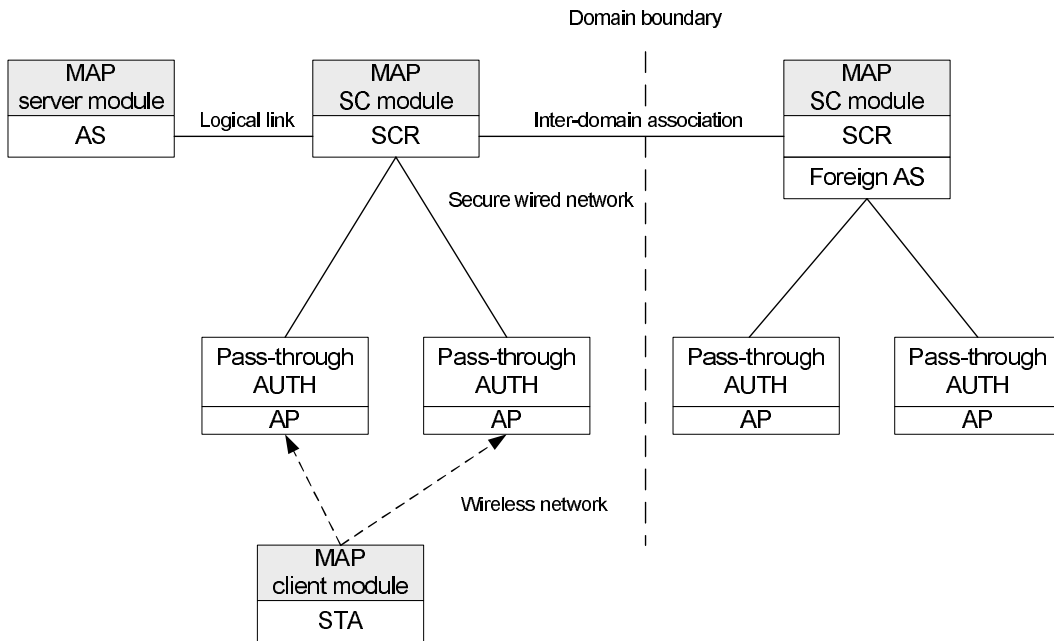 Domain boundary
MAP
server module
AS
Logical link
MAP
SC module
SCR
Inter-domain association
MAP
SC module
SCR
Foreign AS
Secure wired network
Pass-through
AUTH
AP
Pass-through
AUTH
AP
Pass-through
AUTH
AP
Pass-through
AUTH
AP
Wireless network
MAP
client module
STA